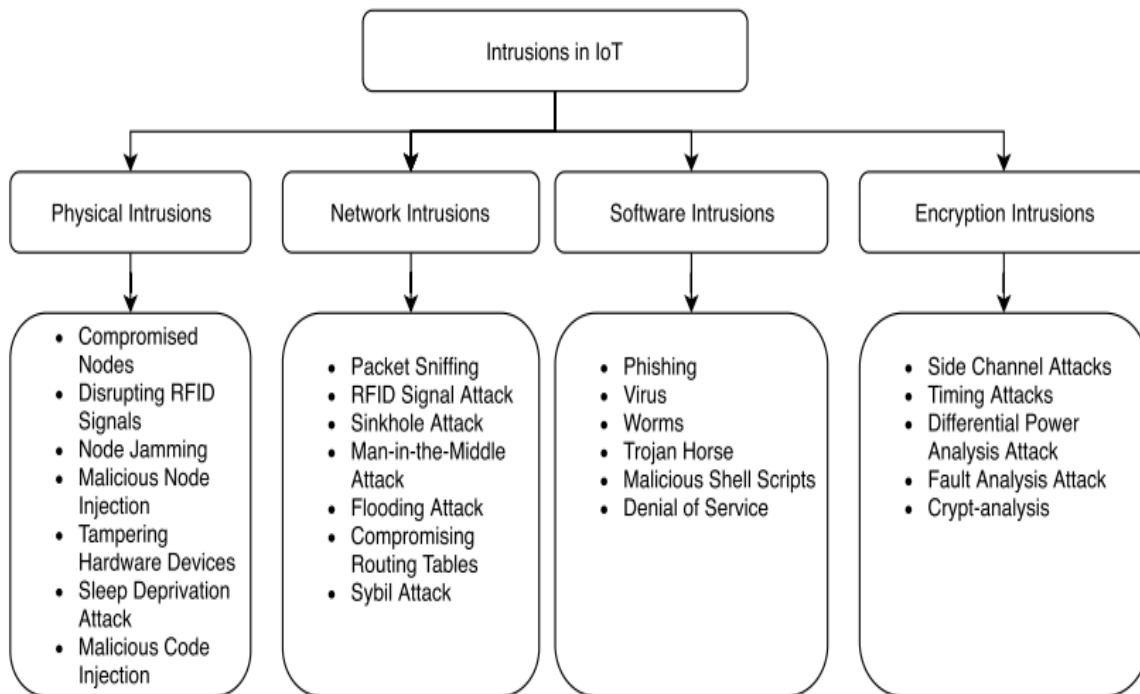 Intrusions in IoT
Physical Intrusions
Network Intrusions
Software Intrusions
Encryption Intrusions
• Compromised
Nodes
• Disrupting RFID
Signals
• Node Jamming
• Malicious Node
Injection
• Tampering
Hardware Devices
• Sleep Deprivation
Attack
• Malicious Code
Injection
• Packet Sniffing
• RFID Signal Attack
• Sinkhole Attack
• Man-in-the-Middle
Attack
• Flooding Attack
• Compromising
Routing Tables
• Sybil Attack
• Phishing
• Virus
• Worms
• Trojan Horse
• Malicious Shell Scripts
• Denial of Service
• Side Channel Attacks
• Timing Attacks
• Differential Power
Analysis Attack
• Fault Analysis Attack
• Crypt-analysis